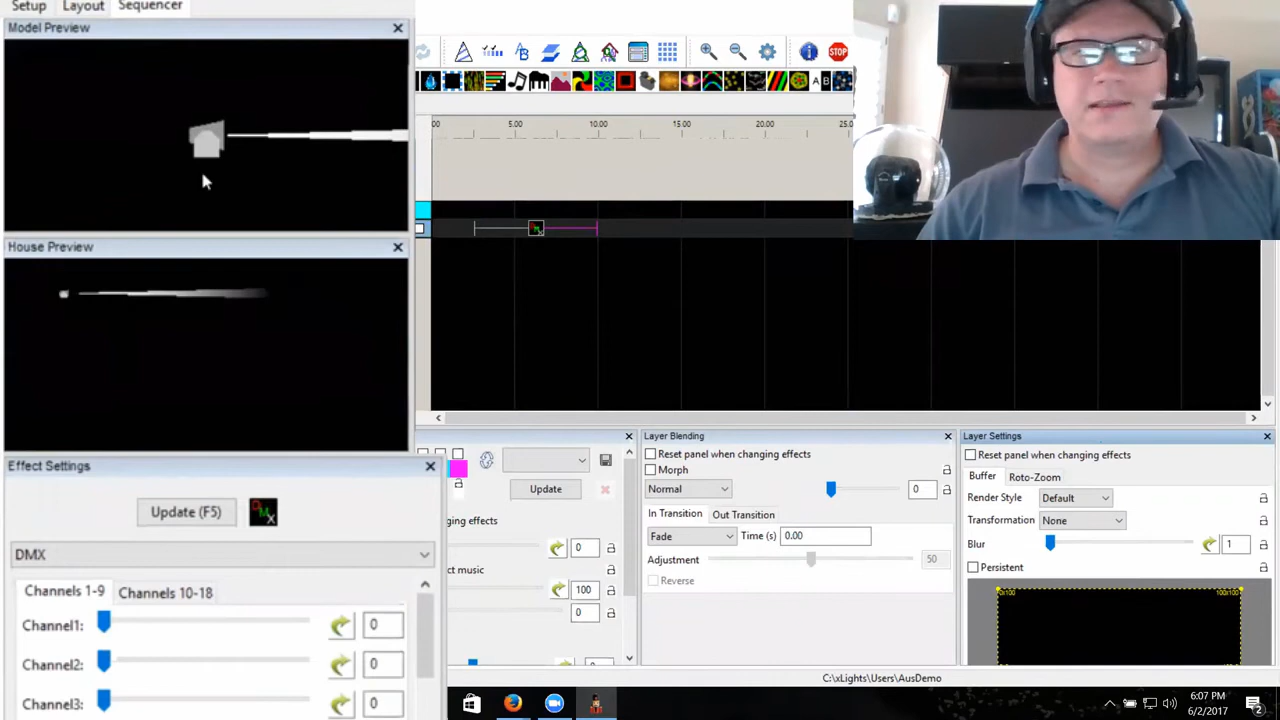 Setup Layout Sequencer
Model Preview
House Preview
Effect Settings
Update (F5)
DMX
Channels 1-9 Channels 10-18
Channel1: 0
Channel2: 0
Channel3: 0
STOP
A B
00 5.00 10.00 15.00 20.00 25.0
Update
ging effects
0
ct music
100
0
Layer Blending
Reset panel when changing effects
Morph
Normal 0
In Transition Out Transition
Fade Time (s) 0.00
Adjustment 50
Reverse
Layer Settings
Reset panel when changing effects
Buffer Roto-Zoom
Render Style Default
Transformation None
Blur 1
Persistent
0x100 100x100
C:\xLights\Users\AusDemo
6:07 PM
6/2/2017
2